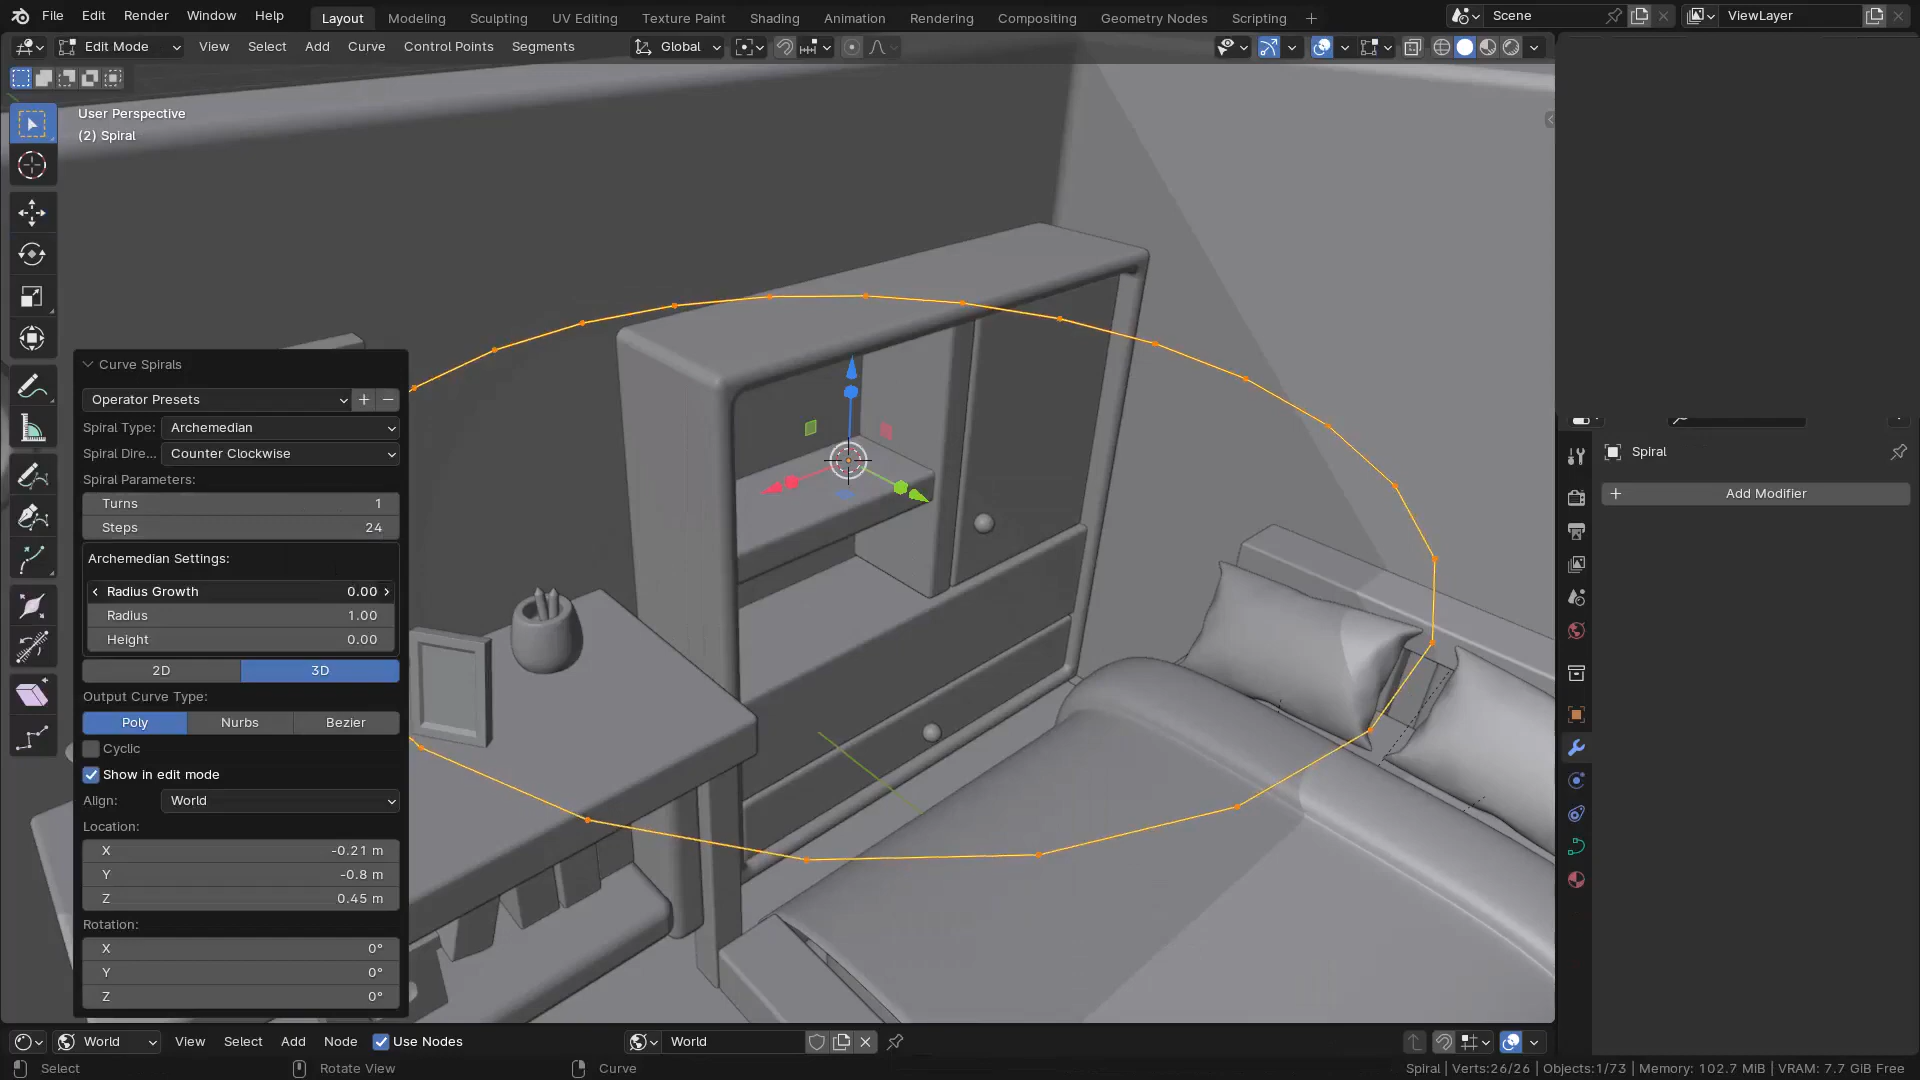 File Edit Render Window Help Layout Modeling Sculpting UV Editing Texture Paint Shading Animation Rendering Compositing Geometry Nodes Scripting + Scene ViewLayer
Edit Mode View Select Add Curve Control Points Segments Global
User Perspective
(2) Spiral
Curve Spirals
Operator Presets
Spiral Type: Archemedian
Spiral Dire... Counter Clockwise
Spiral Parameters:
Turns 1
Steps 24
Archemedian Settings:
Radius Growth 0.00
Radius 1.00
Height 0.00
2D 3D
Output Curve Type:
Poly Nurbs Bezier
Cyclic
Show in edit mode
Align: World
Location:
X -0.21 m
Y -0.8 m
Z 0.45 m
Rotation:
X 0°
Y 0°
Z 0°
Spiral
Add Modifier
World View Select Add Node Use Nodes World
Select Rotate View Curve Spiral | Verts:26/26 | Objects:1/73 | Memory: 102.7 MiB | VRAM: 7.7 GiB Free